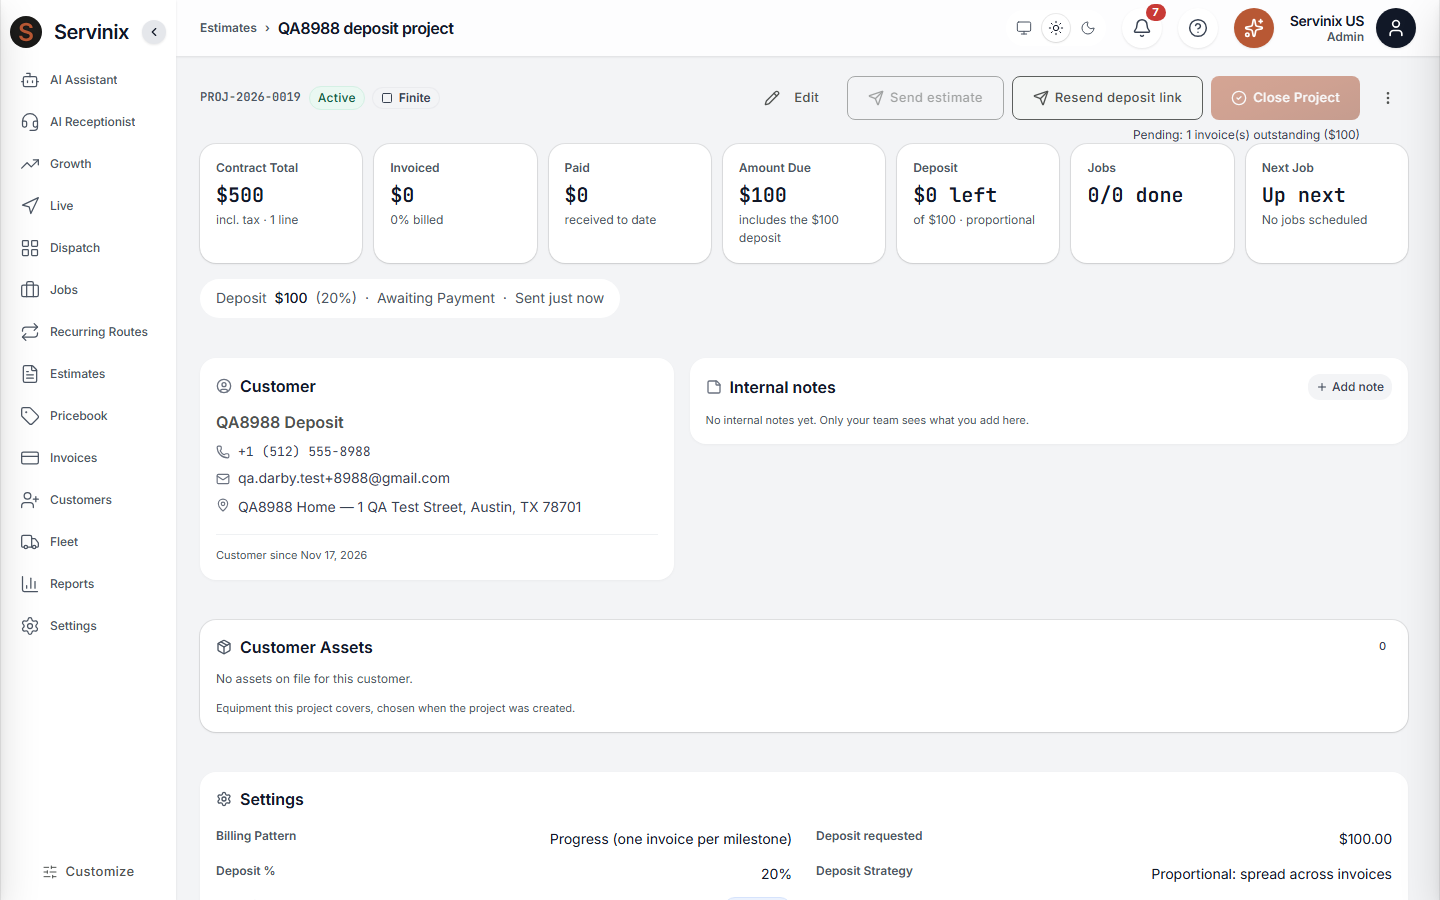 Servinix
AI Assistant
AI Receptionist
Growth
Live
Dispatch
Jobs
Recurring Routes
Estimates
Pricebook
Invoices
Customers
Fleet
Reports
Settings
Customize
Estimates › QA8988 deposit project
7
Servinix US
Admin
PROJ-2026-0019 Active Finite
Edit
Send estimate
Resend deposit link
Close Project
Pending: 1 invoice(s) outstanding ($100)
Contract Total
$500
incl. tax · 1 line
Invoiced
$0
0% billed
Paid
$0
received to date
Amount Due
$100
includes the $100
deposit
Deposit
$0 left
of $100 · proportional
Jobs
0/0 done
Next Job
Up next
No jobs scheduled
Deposit $100 (20%) · Awaiting Payment · Sent just now
Customer
QA8988 Deposit
+1 (512) 555-8988
qa.darby.test+8988@gmail.com
QA8988 Home — 1 QA Test Street, Austin, TX 78701
Customer since Nov 17, 2026
Internal notes
+ Add note
No internal notes yet. Only your team sees what you add here.
Customer Assets
0
No assets on file for this customer.
Equipment this project covers, chosen when the project was created.
Settings
Billing Pattern
Progress (one invoice per milestone)
Deposit requested
$100.00
Deposit %
20%
Deposit Strategy
Proportional: spread across invoices